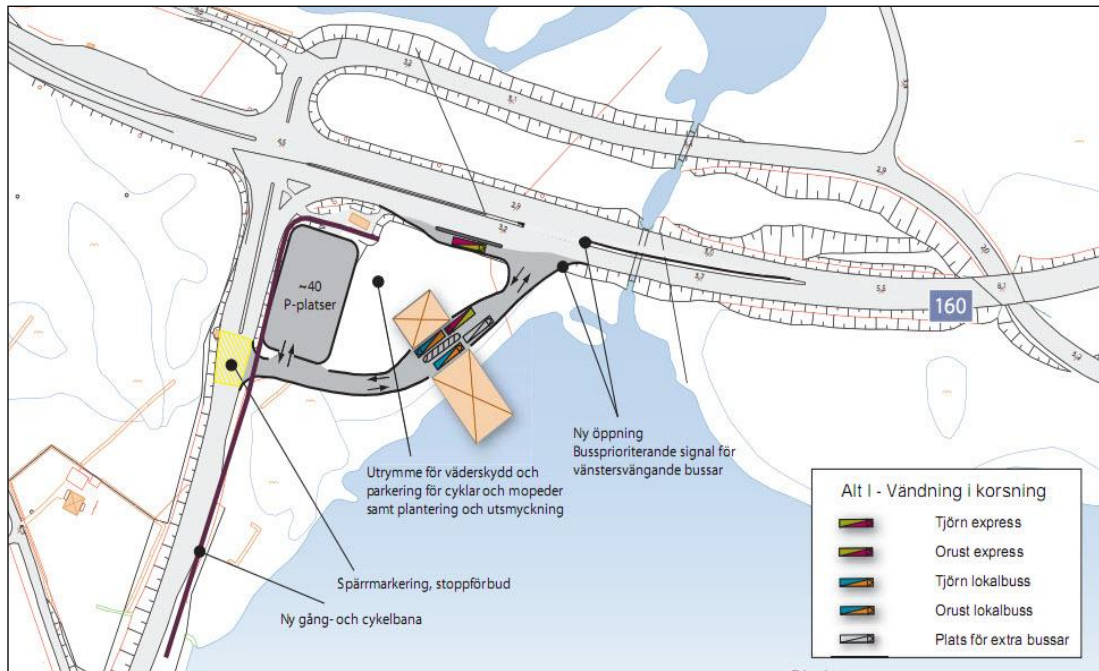 ~40
P-platser
160
Ny öppning
Bussprioriterande signal för
vänstersvängande bussar
Utrymme för väderskydd och
parkering för cyklar och mopeder
samt plantering och utsmyckning
Spärrmarkering, stoppförbud
Ny gång- och cykelbana
Alt I - Vändning i korsning
Tjörn express
Orust express
Tjörn lokalbuss
Orust lokalbuss
Plats för extra bussar